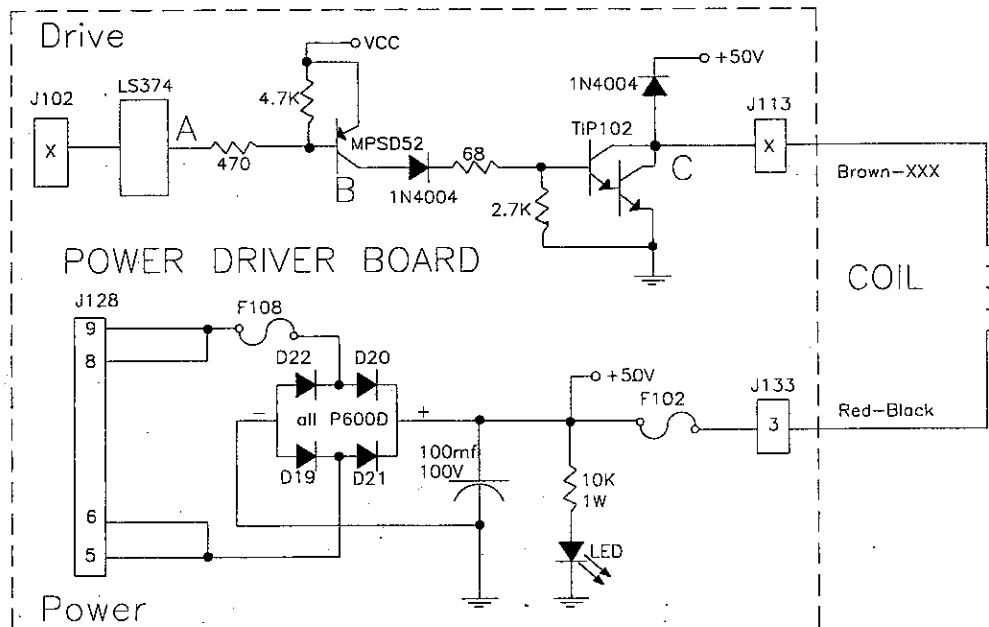 Drive
VCC
+50V
J102
LS374
4.7K
1N4004
J113
X
A
470
MPSD52
B
1N4004
68
TIP102
C
X
Brown-XXX
2.7K
POWER DRIVER BOARD
COIL
J128
9
8
6
5
F108
D22
D20
all P600D
D19
D21
-
+
100mf
100V
+50V
F102
J133
3
Red-Black
10K
1W
LED
Power